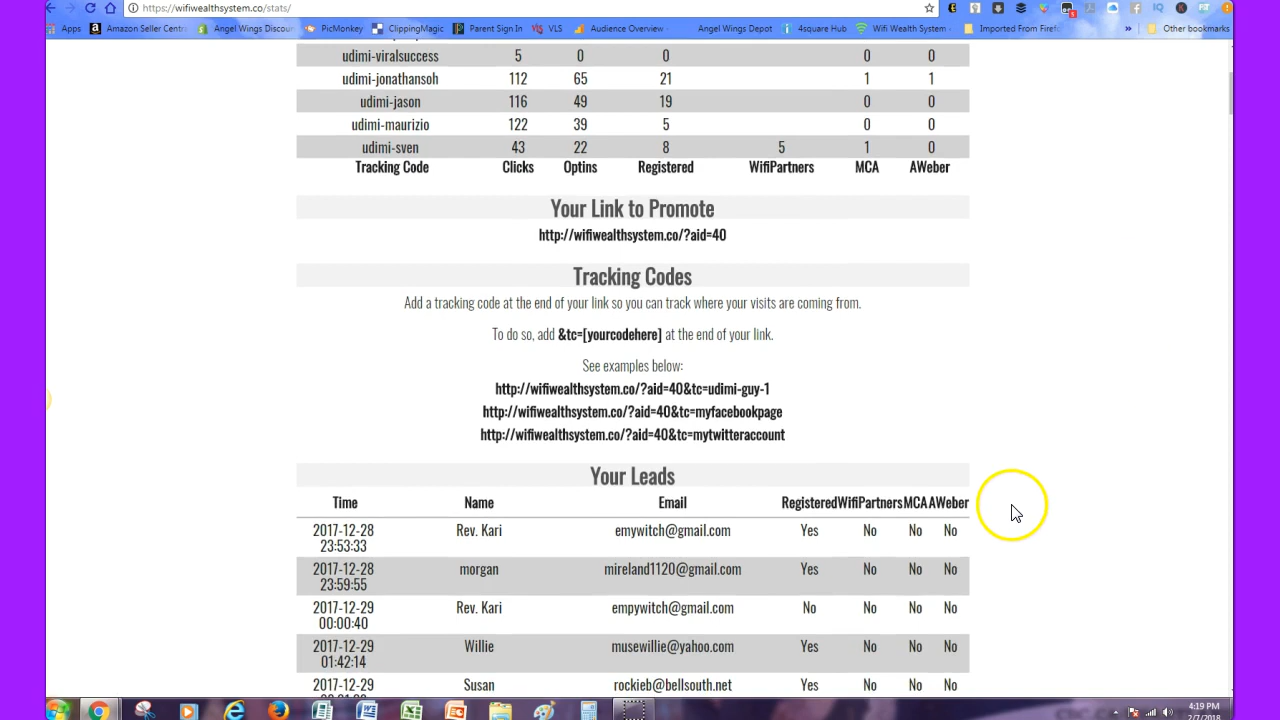 https://wifiwealthsystem.co/stats/
Apps Amazon Seller Centr Angel Wings Discoun PicMonkey ClippingMagic Parent Sign In VLS Audience Overview - Angel Wings Depot 4square Hub Wifi Wealth System - Imported From Firefo » Other bookmarks
udimi-viralsuccess 5 0 0 0 0
udimi-jonathansoh 112 65 21 1 1
udimi-jason 116 49 19 0 0
udimi-maurizio 122 39 5 0 0
udimi-sven 43 22 8 5 1 0
Tracking Code Clicks Optins Registered WifiPartners MCA AWeber
Your Link to Promote
http://wifiwealthsystem.co/?aid=40
Tracking Codes
Add a tracking code at the end of your link so you can track where your visits are coming from.
To do so, add &tc=[yourcodehere] at the end of your link.
See examples below:
http://wifiwealthsystem.co/?aid=40&tc=udimi-guy-1
http://wifiwealthsystem.co/?aid=40&tc=myfacebookpage
http://wifiwealthsystem.co/?aid=40&tc=mytwitteraccount
Your Leads
Time Name Email Registered WifiPartners MCA AWeber
2017-12-28 23:53:33 Rev. Kari emywitch@gmail.com Yes No No No
2017-12-28 23:59:55 morgan mireland1120@gmail.com Yes No No No
2017-12-29 00:00:40 Rev. Kari empywitch@gmail.com No No No No
2017-12-29 01:42:14 Willie musewillie@yahoo.com Yes No No No
2017-12-29 Susan rockieb@bellsouth.net Yes No No No
4:19 PM
2/7/2018